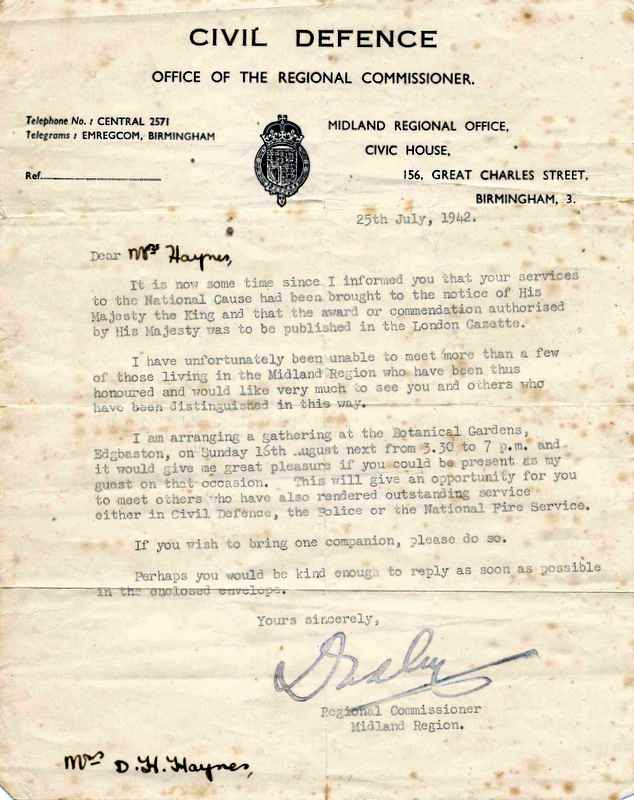 CIVIL DEFENCE
OFFICE OF THE REGIONAL COMMISSIONER.
Telephone No. : CENTRAL 2571
Telegrams : EMREGCOM, BIRMINGHAM
Ref.
MIDLAND REGIONAL OFFICE,
CIVIC HOUSE,
156, GREAT CHARLES STREET,
BIRMINGHAM, 3.
25th July, 1942.
Dear Mrs Haynes,
It is now some time since I informed you that your services
to the National Cause had been brought to the notice of His
Majesty the King and that the award or commendation authorised
by His Majesty was to be published in the London Gazette.
I have unfortunately been unable to meet more than a few
of those living in the Midland Region who have been thus
honoured and would like very much to see you and others who
have been distinguished in this way.
I am arranging a gathering at the Botanical Gardens,
Edgbaston, on Sunday 16th August next from 3.30 to 7 p.m. and
it would give me great pleasure if you could be present as my
guest on that occasion. This will give an opportunity for you
to meet others who have also rendered outstanding service
either in Civil Defence, the Police or the National Fire Service.
If you wish to bring one companion, please do so.
Perhaps you would be kind enough to reply as soon as possible
in the enclosed envelope.
Yours sincerely,
Dudley
Regional Commissioner
Midland Region.
Mrs D.H. Haynes,